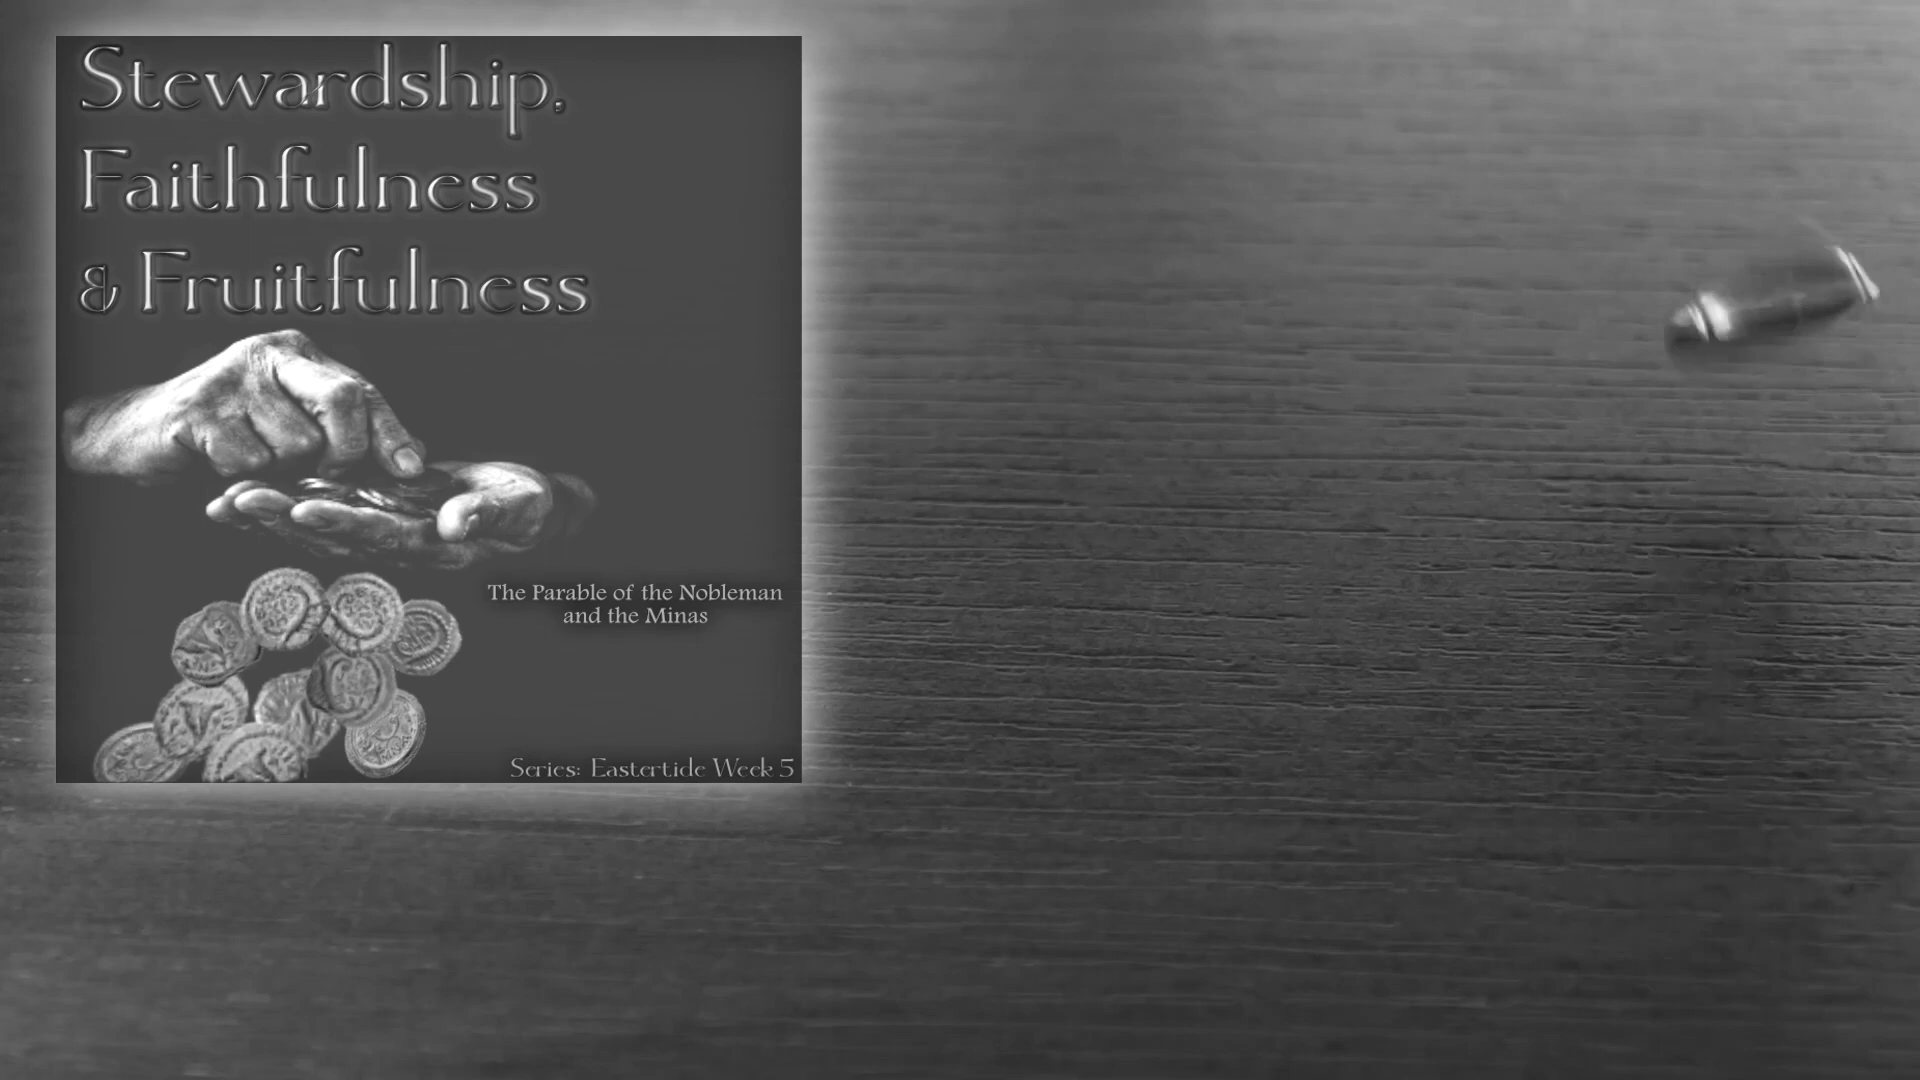 Stewardship,
Faithfulness
& Fruitfulness
The Parable of the Nobleman
and the Minas
Series: Eastertide Week 5